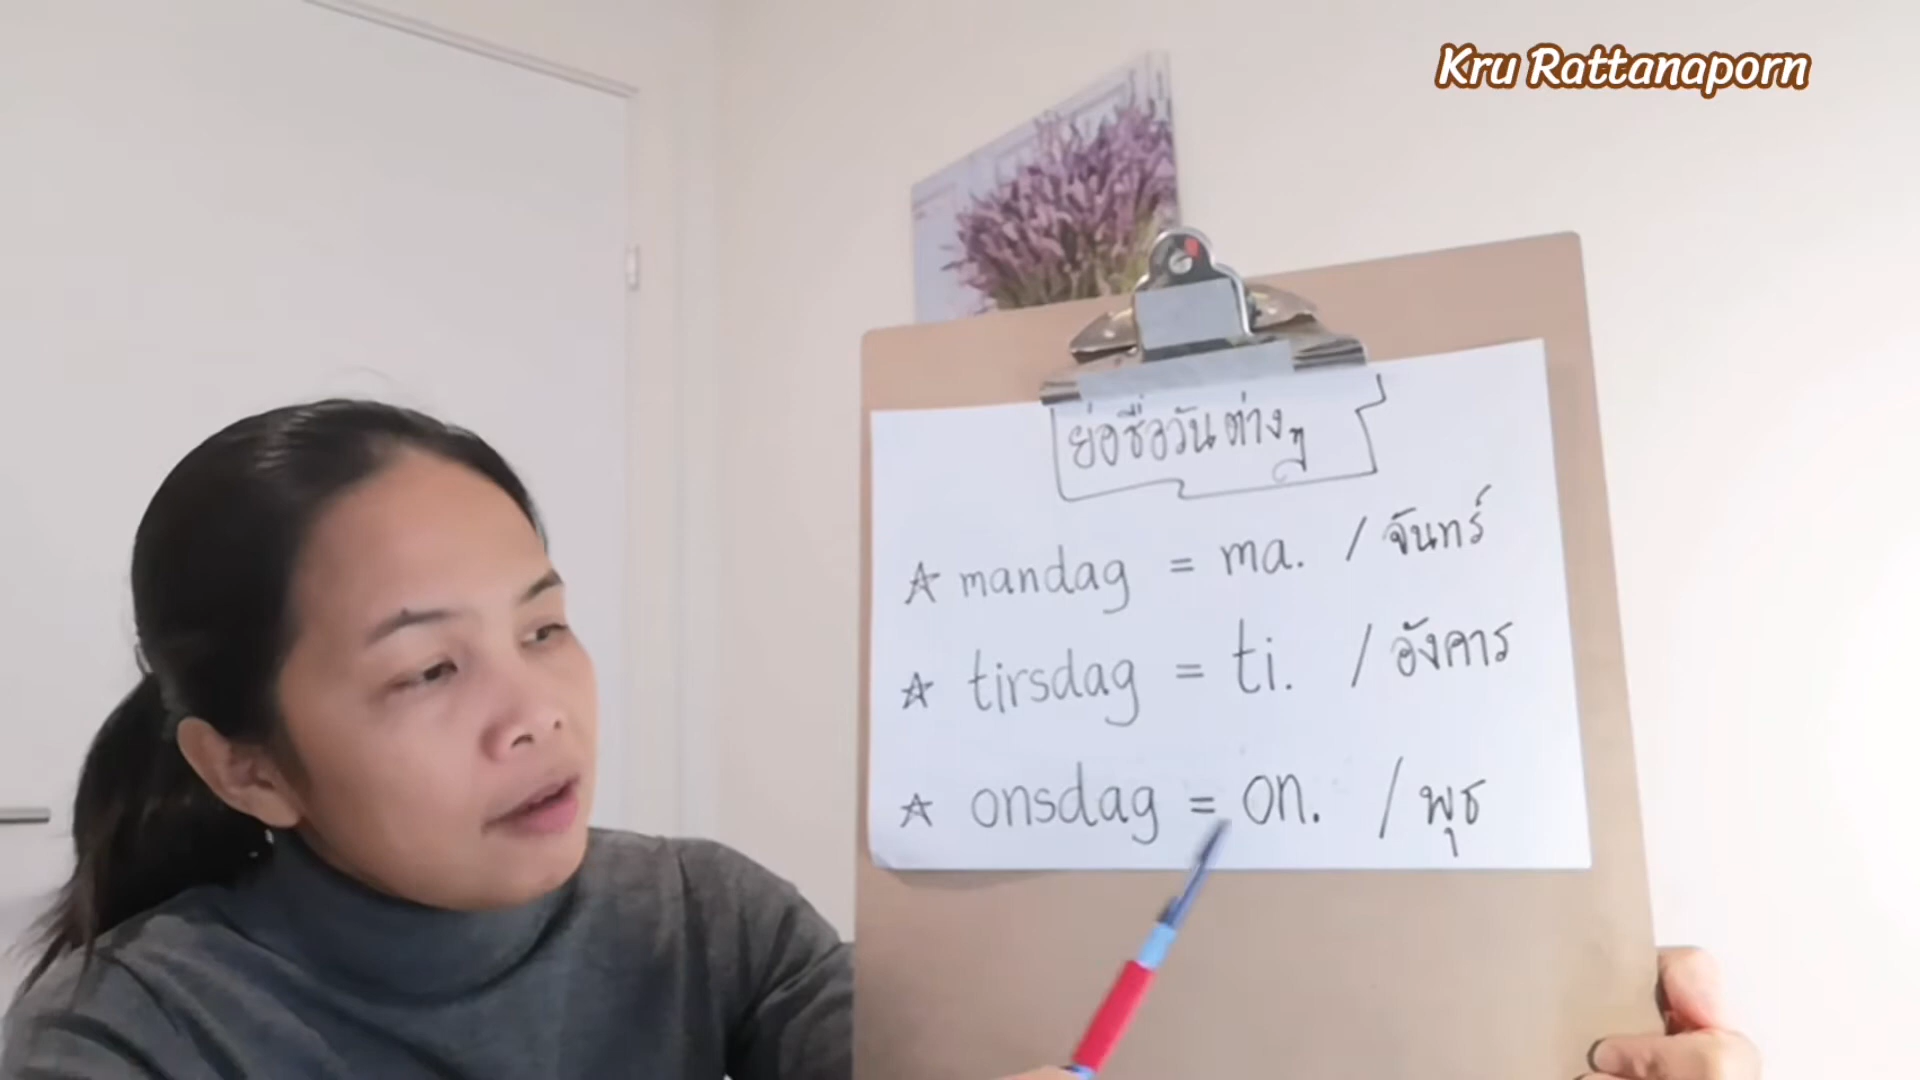 Kru Rattanaporn
ย่อชื่อวันต่างๆ
☆ mandag = ma. / จันทร์
☆ tirsdag = ti. / อังคาร
☆ onsdag = on. / พุธ